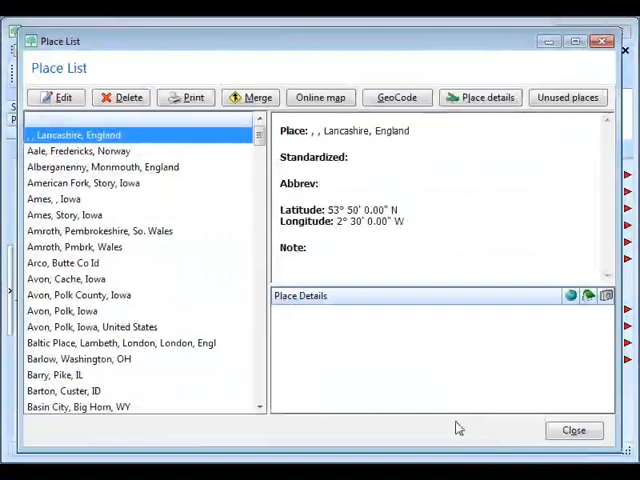 Place List
Place List
Edit
Delete
Print
Merge
Online map
GeoCode
Place details
Unused places
, , Lancashire, England
Aale, Fredericks, Norway
Alberganenny, Monmouth, England
American Fork, Story, Iowa
Ames, , Iowa
Ames, Story, Iowa
Amroth, Pembrokeshire, So. Wales
Amroth, Pmbrk, Wales
Arco, Butte Co Id
Avon, Cache, Iowa
Avon, Polk County, Iowa
Avon, Polk, Iowa
Avon, Polk, Iowa, United States
Baltic Place, Lambeth, London, London, Engl
Barlow, Washington, OH
Barry, Pike, IL
Barton, Custer, ID
Basin City, Big Horn, WY
Place: , , Lancashire, England
Standardized:
Abbrev:
Latitude: 53° 50' 0.00" N
Longitude: 2° 30' 0.00" W
Note:
Place Details
Close